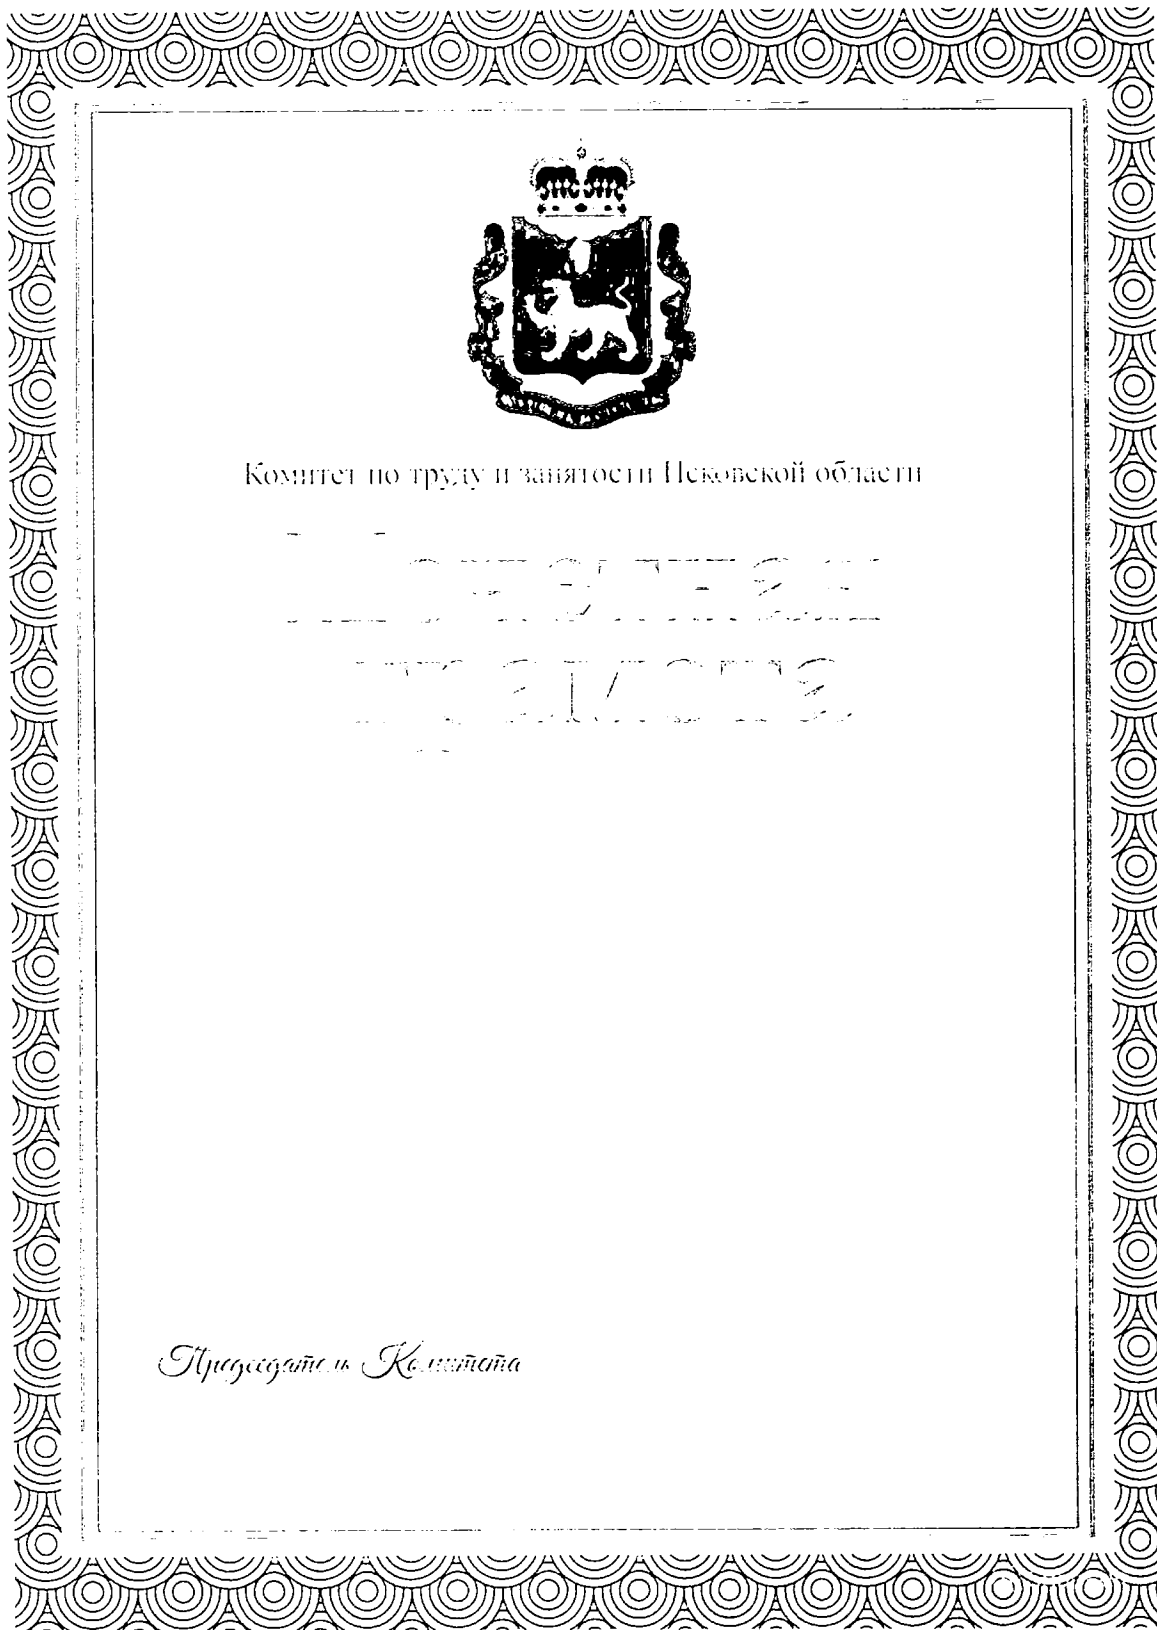 Комитет по труду и занятости Псковской области
Почетная
грамота
Председатель Комитета